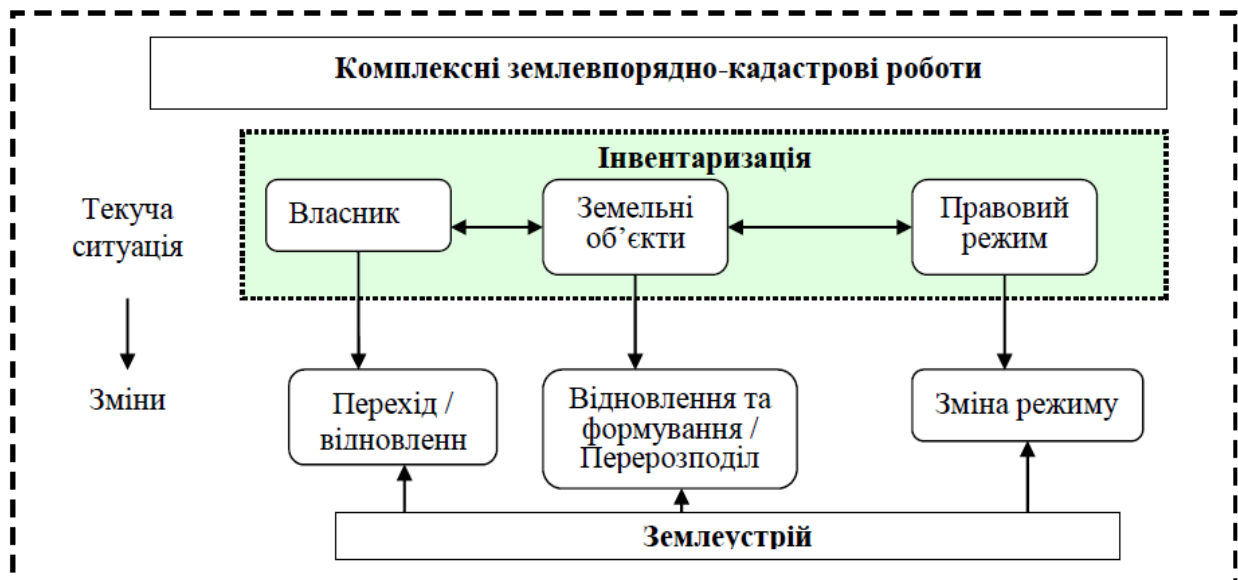 Комплексні землевпорядно-кадастрові роботи
Інвентаризація
Текуча
ситуація
Власник
Земельні
об’єкти
Правовий
режим
Зміни
Перехід /
відновленн
Відновлення та
формування /
Перерозподіл
Зміна режиму
Землеустрій